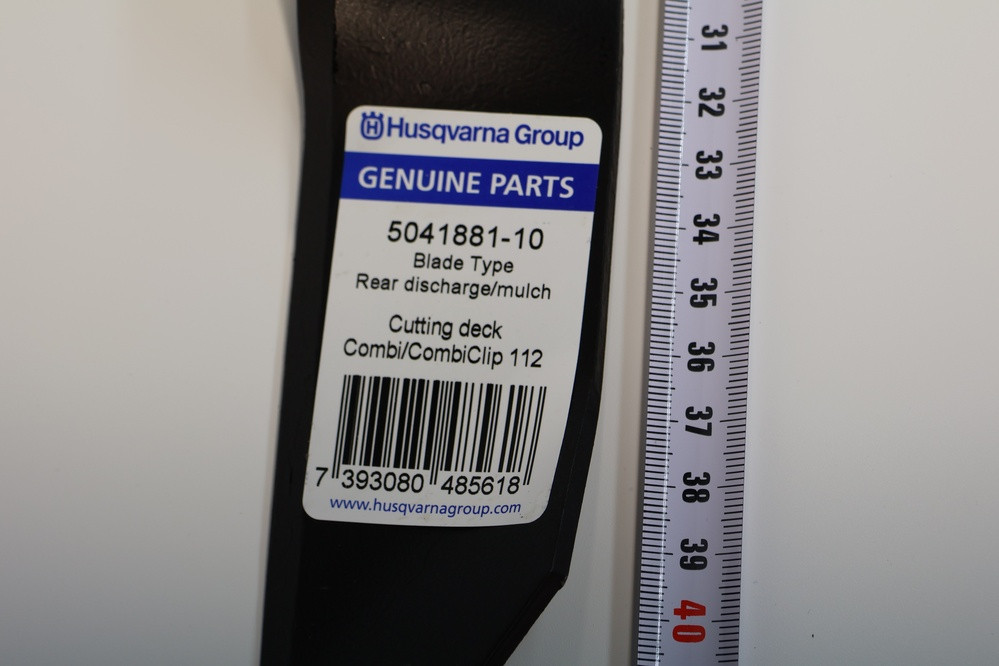 Husqvarna Group
GENUINE PARTS
5041881-10
Blade Type
Rear discharge/mulch
Cutting deck
Combi/CombiClip 112
7 393080 485618
www.husqvarnagroup.com
31
32
33
34
35
36
37
38
39
40